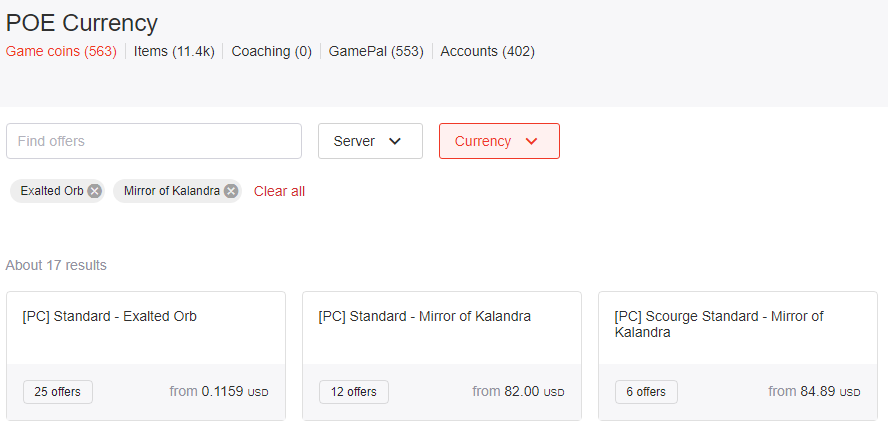 POE Currency
Game coins (563) Items (11.4k) Coaching (0) GamePal (553) Accounts (402)
Find offers Server Currency
Exalted Orb Mirror of Kalandra Clear all
About 17 results
[PC] Standard - Exalted Orb
25 offers from 0.1159 USD
[PC] Standard - Mirror of Kalandra
12 offers from 82.00 USD
[PC] Scourge Standard - Mirror of
Kalandra
6 offers from 84.89 USD